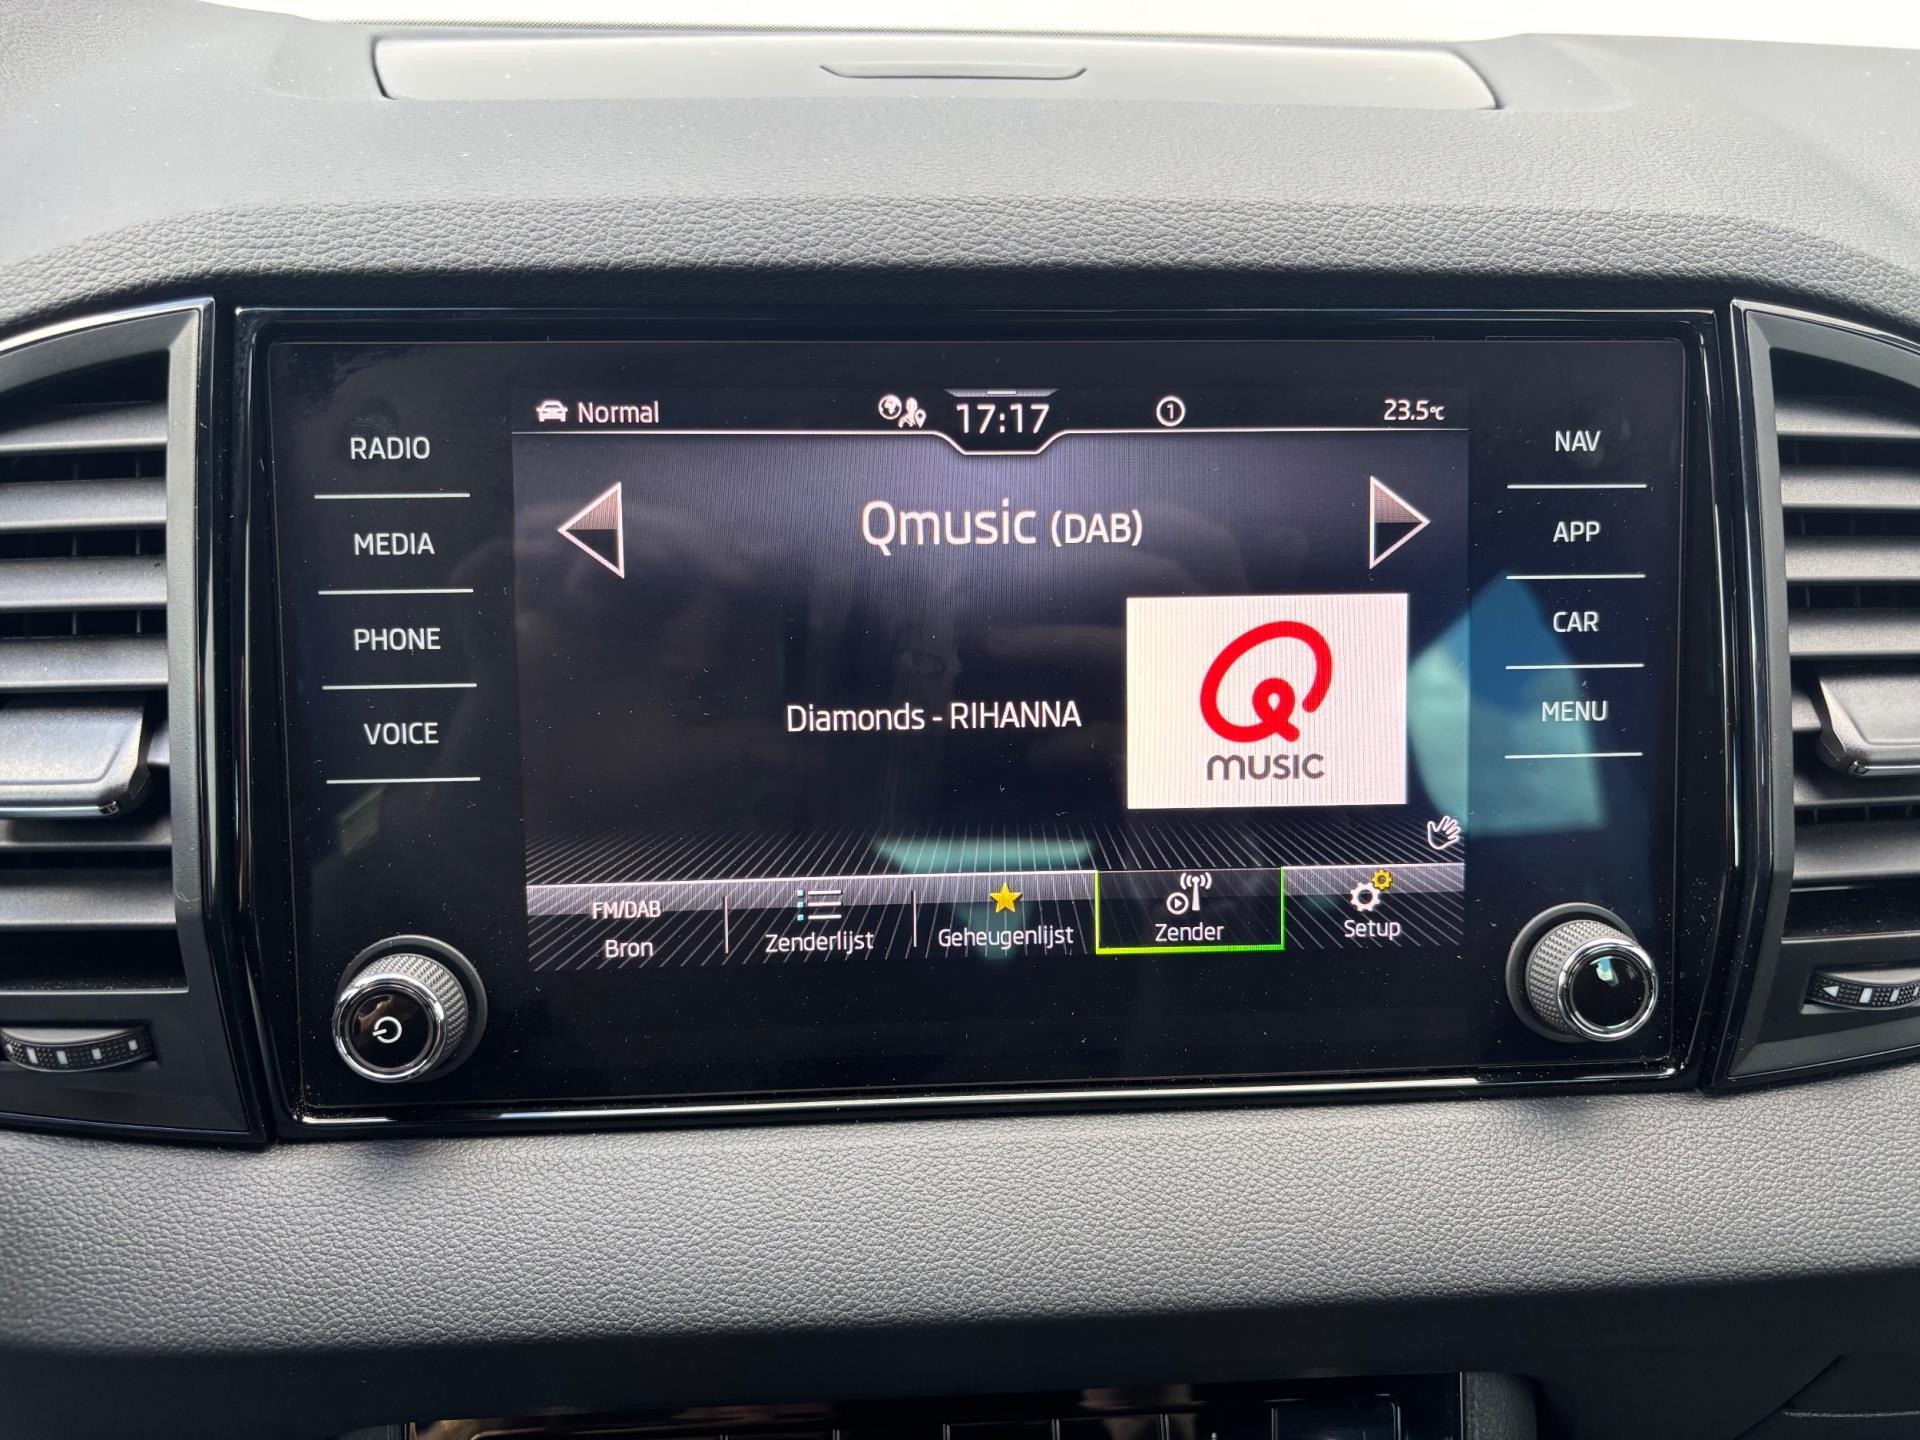 Normal
17:17
1
23.5°C
RADIO
MEDIA
PHONE
VOICE
Qmusic (DAB)
Diamonds - RIHANNA
MUSIC
NAV
APP
CAR
MENU
FM/DAB
Bron
Zenderlijst
Geheugenlijst
Zender
Setup